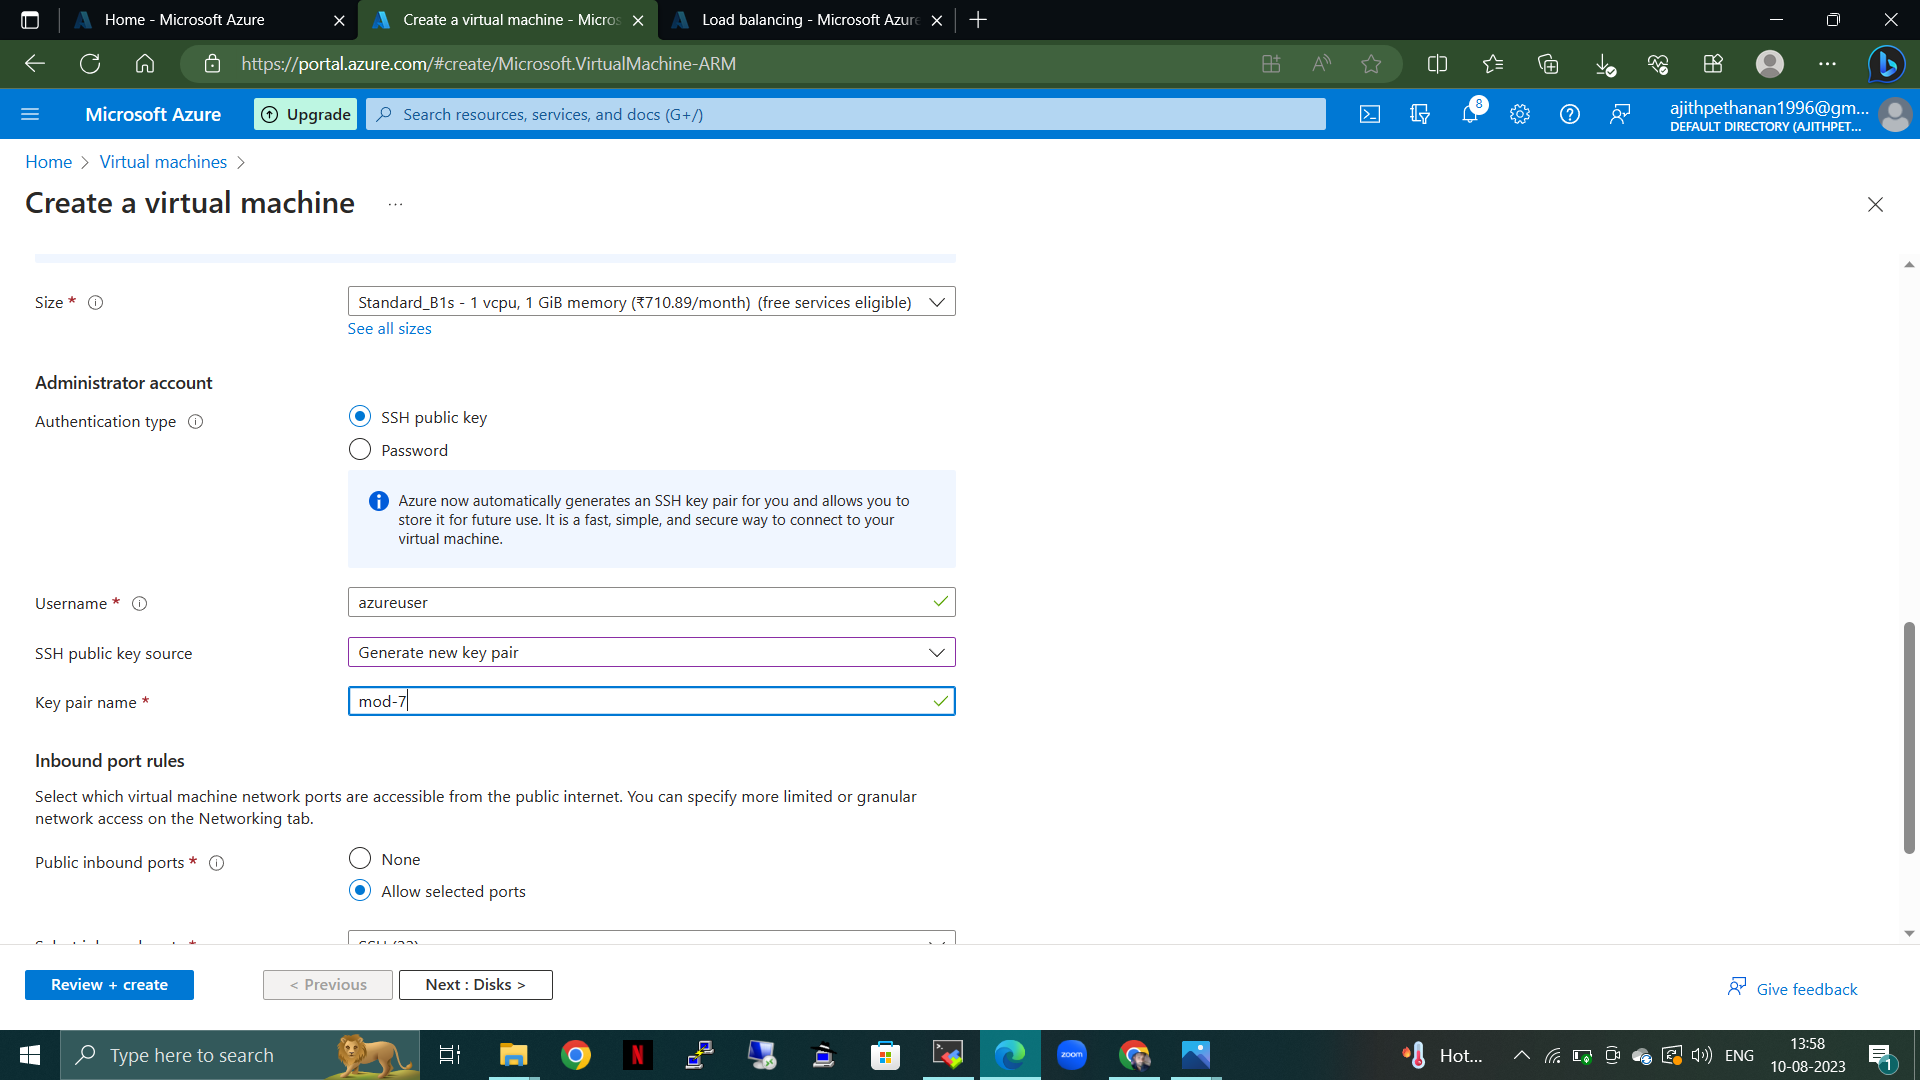 Home - Microsoft Azure
Create a virtual machine - Micros
Load balancing - Microsoft Azure
https://portal.azure.com/#create/Microsoft.VirtualMachine-ARM
Microsoft Azure
Upgrade
Search resources, services, and docs (G+/)
8
ajithpethanan1996@gm...
DEFAULT DIRECTORY (AJITHPET...
Home > Virtual machines >
Create a virtual machine ...
Size *
Standard_B1s - 1 vcpu, 1 GiB memory (₹710.89/month) (free services eligible)
See all sizes
Administrator account
Authentication type
SSH public key
Password
Azure now automatically generates an SSH key pair for you and allows you to
store it for future use. It is a fast, simple, and secure way to connect to your
virtual machine.
Username *
azureuser
SSH public key source
Generate new key pair
Key pair name *
mod-7
Inbound port rules
Select which virtual machine network ports are accessible from the public internet. You can specify more limited or granular
network access on the Networking tab.
Public inbound ports *
None
Allow selected ports
Review + create
< Previous
Next : Disks >
Give feedback
Type here to search
N
zoom
Hot...
ENG
13:58
10-08-2023
1